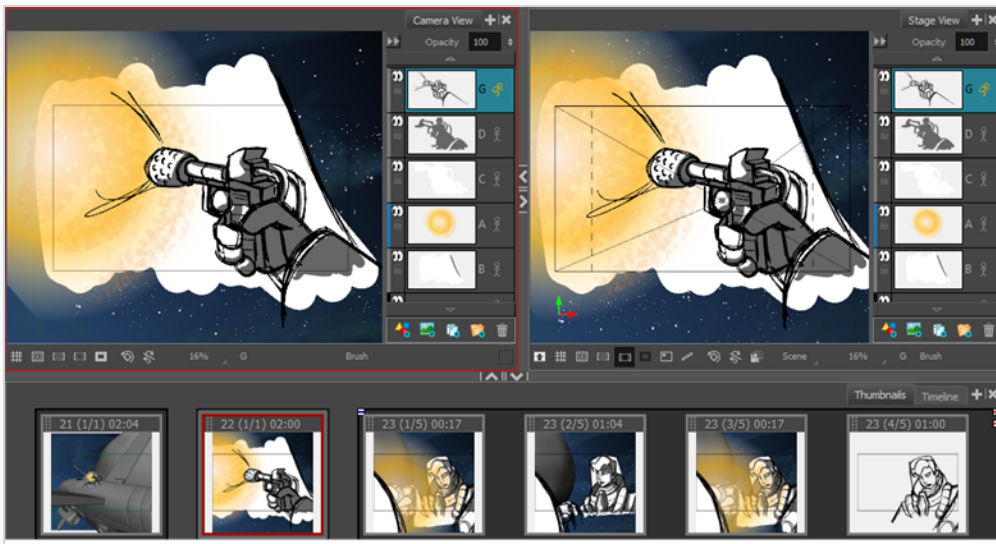 Camera View
Opacity 100
G
D
C
A
B
16% G Brush
Stage View
Opacity 100
G
D
C
A
B
Scene 16% G Brush
Thumbnails Timeline
21 (1/1) 02:04
22 (1/1) 02:00
23 (1/5) 00:17
23 (2/5) 01:04
23 (3/5) 00:17
23 (4/5) 01:00